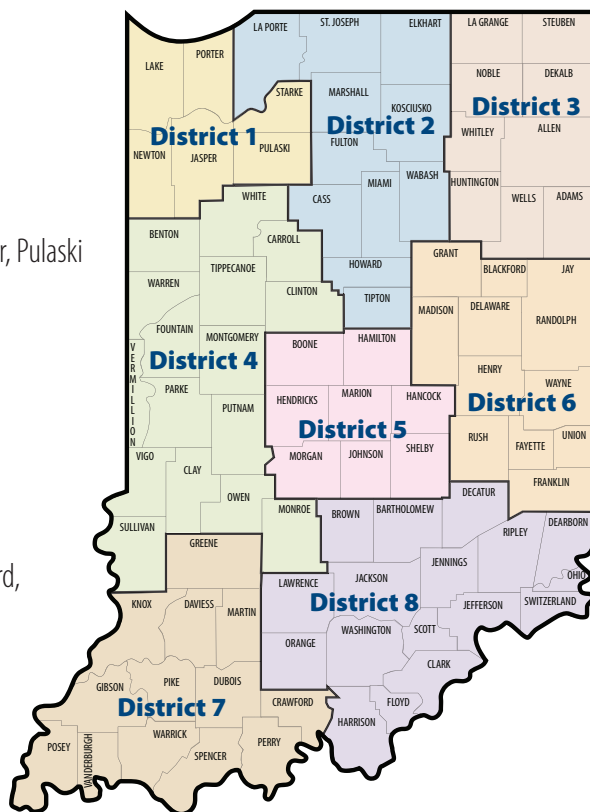 r, Pulaski
rd,
LA PORTE
ST. JOSEPH
ELKHART
LA GRANGE
STEUBEN
LAKE
PORTER
STARKE
MARSHALL
KOSCIUSKO
NOBLE
DEKALB
District 1
District 2
District 3
NEWTON
JASPER
PULASKI
FULTON
WHITLEY
ALLEN
WHITE
CASS
MIAMI
WABASH
HUNTINGTON
WELLS
ADAMS
BENTON
CARROLL
TIPPECANOE
HOWARD
GRANT
BLACKFORD
JAY
WARREN
CLINTON
TIPTON
MADISON
DELAWARE
RANDOLPH
FOUNTAIN
MONTGOMERY
BOONE
HAMILTON
VERMILLION
District 4
HENRY
WAYNE
PARKE
PUTNAM
HENDRICKS
MARION
HANCOCK
District 5
District 6
VIGO
CLAY
MORGAN
JOHNSON
SHELBY
RUSH
FAYETTE
UNION
OWEN
FRANKLIN
SULLIVAN
MONROE
BROWN
BARTHOLOMEW
DECATUR
RIPLEY
DEARBORN
GREENE
JENNINGS
LAWRENCE
JACKSON
OHIO
KNOX
DAVIESS
MARTIN
District 8
JEFFERSON
SWITZERLAND
ORANGE
WASHINGTON
SCOTT
CLARK
GIBSON
PIKE
DUBOIS
CRAWFORD
FLOYD
District 7
HARRISON
POSEY
VANDERBURGH
WARRICK
SPENCER
PERRY